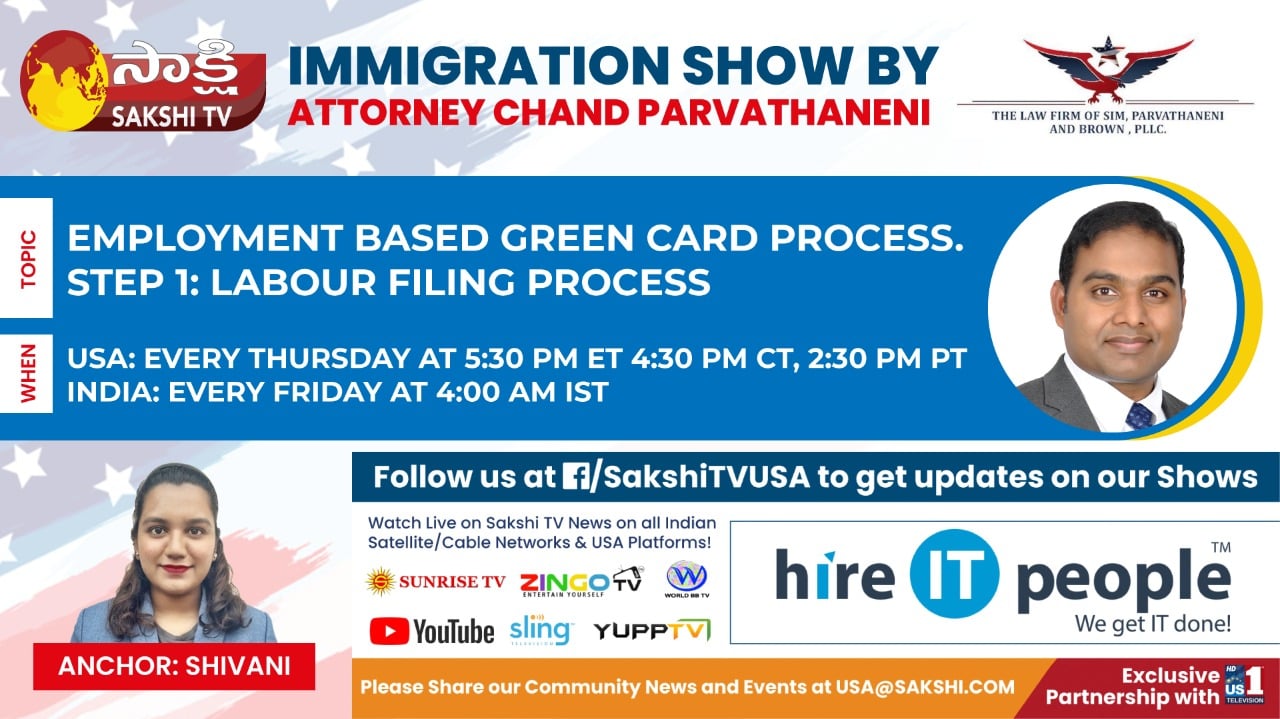 సాక్షి
SAKSHI TV
IMMIGRATION SHOW BY
ATTORNEY CHAND PARVATHANENI
THE LAW FIRM OF SIM, PARVATHANENI
AND BROWN , PLLC.
TOPIC
EMPLOYMENT BASED GREEN CARD PROCESS.
STEP 1: LABOUR FILING PROCESS
WHEN
USA: EVERY THURSDAY AT 5:30 PM ET 4:30 PM CT, 2:30 PM PT
INDIA: EVERY FRIDAY AT 4:00 AM IST
ANCHOR: SHIVANI
Follow us at f/SakshiTVUSA to get updates on our Shows
Watch Live on Sakshi TV News on all Indian
Satellite/Cable Networks & USA Platforms!
SUNRISE TV
ZINGO TV
ENTERTAIN YOURSELF
W
WORLD BB TV
YouTube
sling
TELEVISION
YUPPTV
hire IT people™
We get IT done!
Please Share our Community News and Events at USA@SAKSHI.COM
Exclusive
Partnership with
HD
US 1
TELEVISION